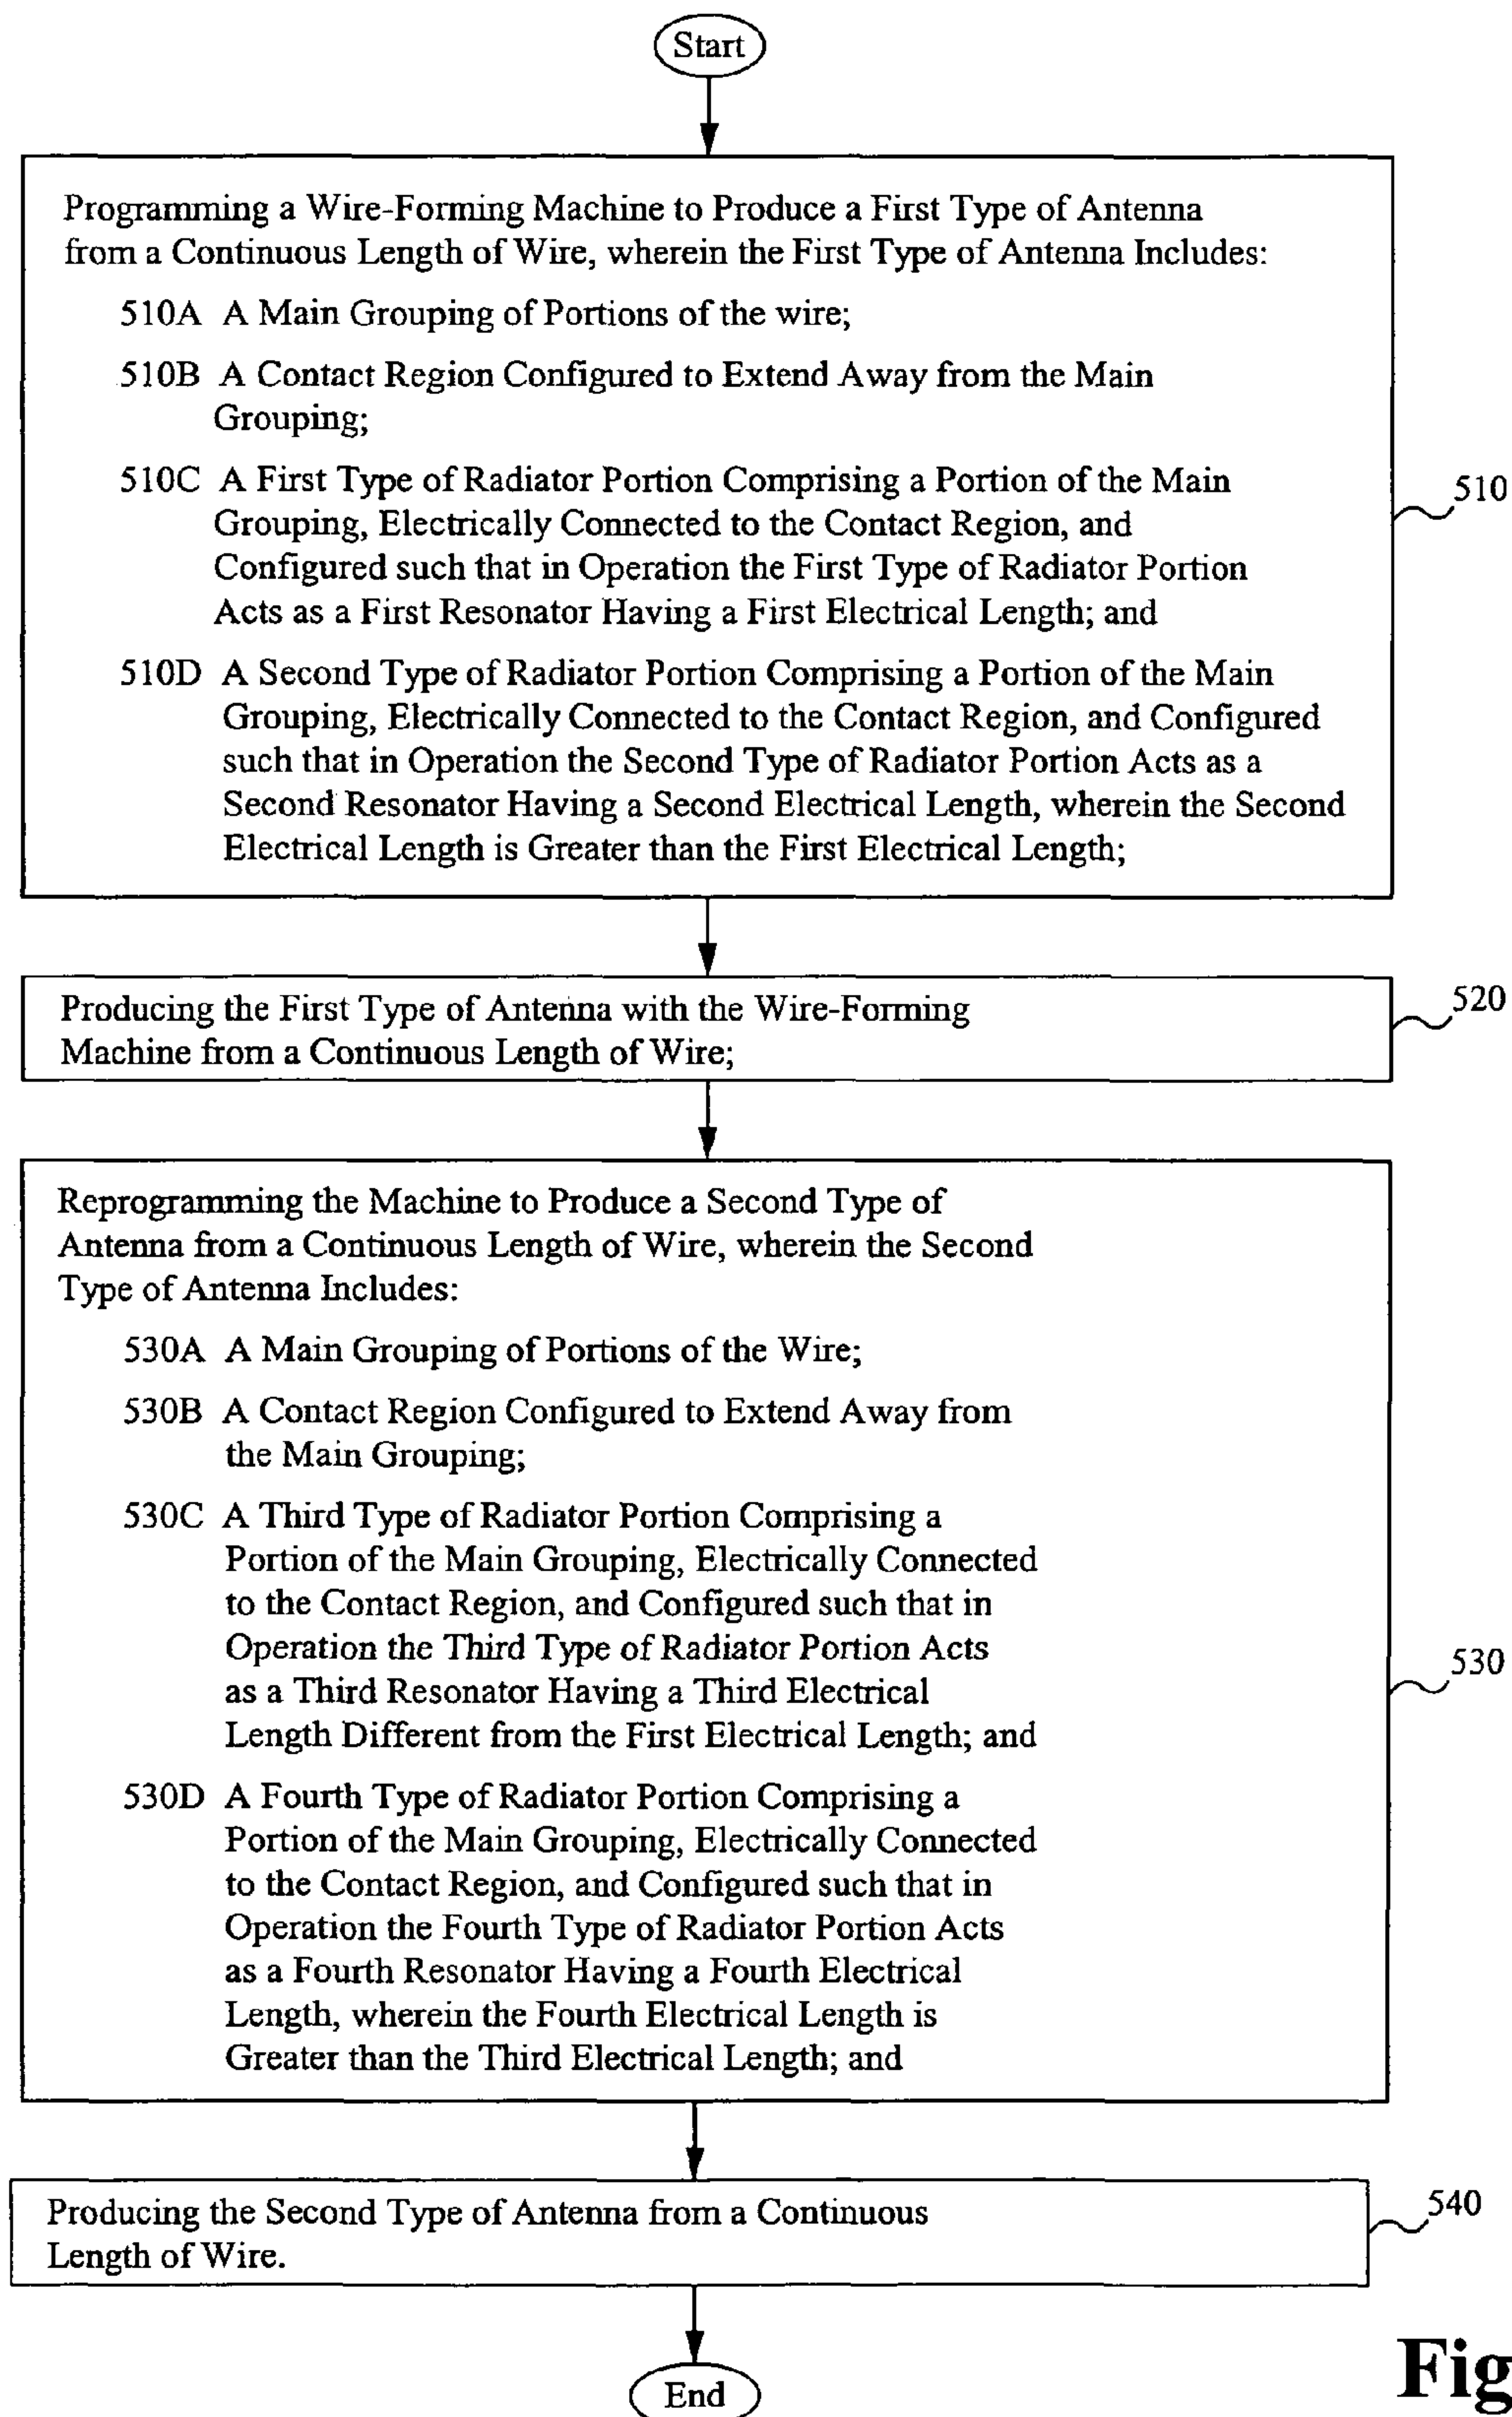 Start
Programming a Wire-Forming Machine to Produce a First Type of Antenna
from a Continuous Length of Wire, wherein the First Type of Antenna Includes:
510A A Main Grouping of Portions of the wire;
510B A Contact Region Configured to Extend Away from the Main
Grouping;
510C A First Type of Radiator Portion Comprising a Portion of the Main
Grouping, Electrically Connected to the Contact Region, and
Configured such that in Operation the First Type of Radiator Portion
Acts as a First Resonator Having a First Electrical Length; and
510D A Second Type of Radiator Portion Comprising a Portion of the Main
Grouping, Electrically Connected to the Contact Region, and Configured
such that in Operation the Second Type of Radiator Portion Acts as a
Second Resonator Having a Second Electrical Length, wherein the Second
Electrical Length is Greater than the First Electrical Length;
510
Producing the First Type of Antenna with the Wire-Forming
Machine from a Continuous Length of Wire;
520
Reprogramming the Machine to Produce a Second Type of
Antenna from a Continuous Length of Wire, wherein the Second
Type of Antenna Includes:
530A A Main Grouping of Portions of the Wire;
530B A Contact Region Configured to Extend Away from
the Main Grouping;
530C A Third Type of Radiator Portion Comprising a
Portion of the Main Grouping, Electrically Connected
to the Contact Region, and Configured such that in
Operation the Third Type of Radiator Portion Acts
as a Third Resonator Having a Third Electrical
Length Different from the First Electrical Length; and
530D A Fourth Type of Radiator Portion Comprising a
Portion of the Main Grouping, Electrically Connected
to the Contact Region, and Configured such that in
Operation the Fourth Type of Radiator Portion Acts
as a Fourth Resonator Having a Fourth Electrical
Length, wherein the Fourth Electrical Length is
Greater than the Third Electrical Length; and
530
Producing the Second Type of Antenna from a Continuous
Length of Wire.
540
End
Fig